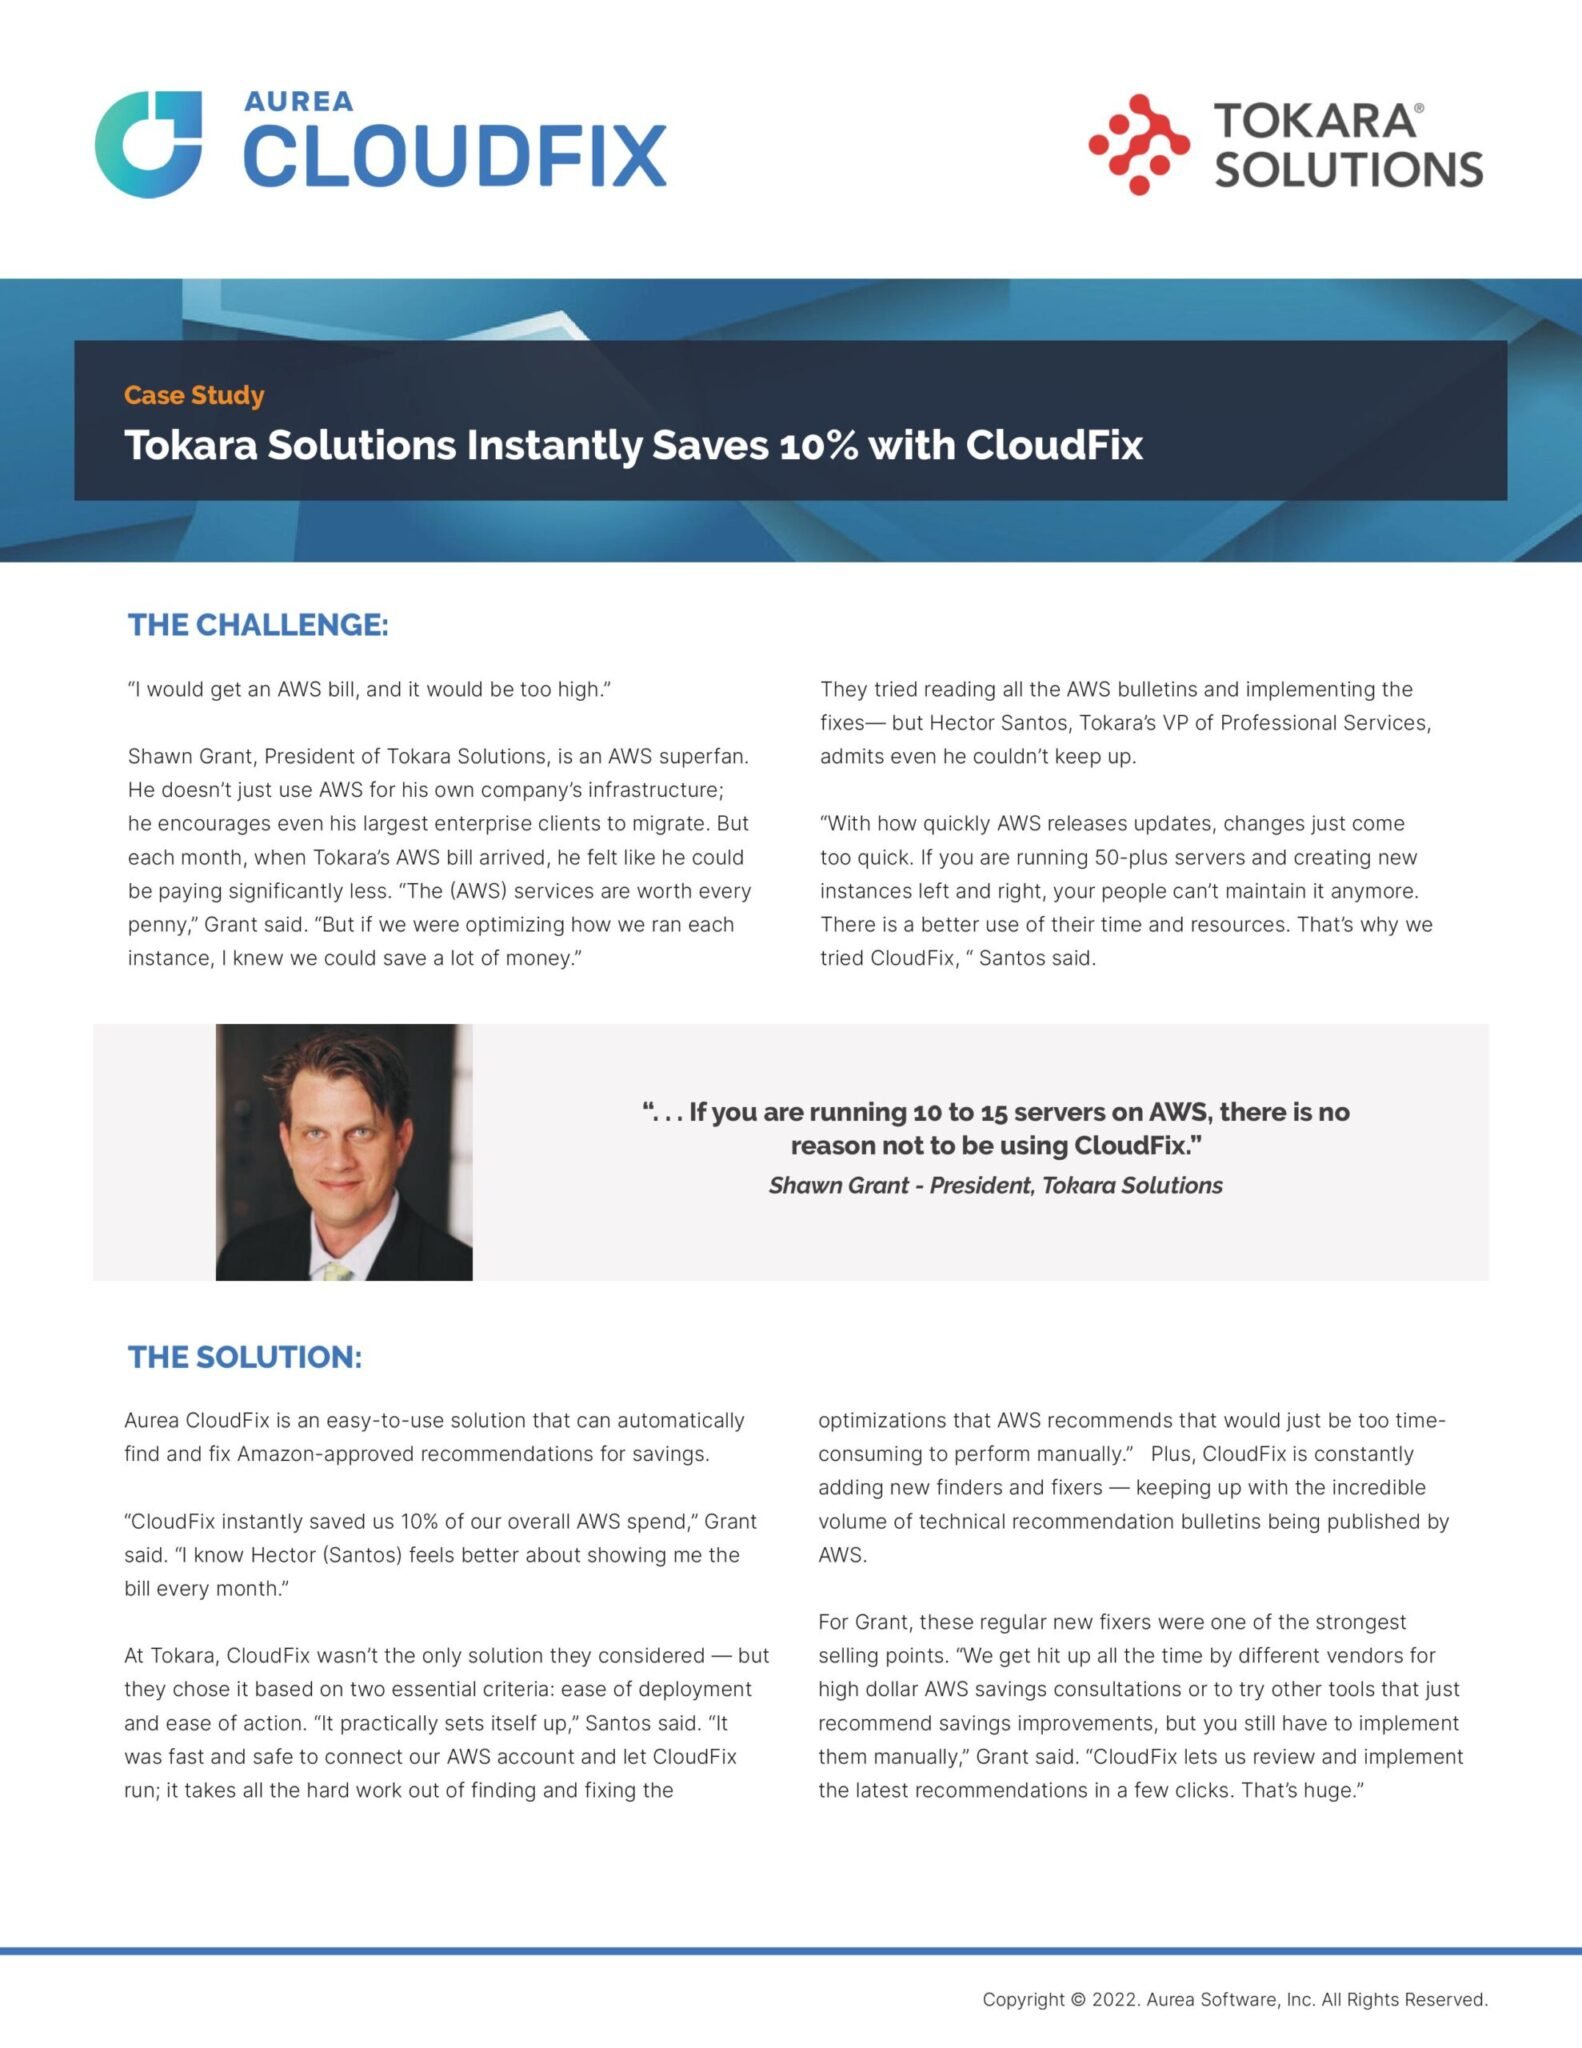 AUREA
CLOUDFIX
TOKARA®
SOLUTIONS
Case Study
Tokara Solutions Instantly Saves 10% with CloudFix
THE CHALLENGE:
“I would get an AWS bill, and it would be too high.”
Shawn Grant, President of Tokara Solutions, is an AWS superfan.
He doesn’t just use AWS for his own company’s infrastructure;
he encourages even his largest enterprise clients to migrate. But
each month, when Tokara’s AWS bill arrived, he felt like he could
be paying significantly less. “The (AWS) services are worth every
penny,” Grant said. “But if we were optimizing how we ran each
instance, I knew we could save a lot of money.”
They tried reading all the AWS bulletins and implementing the
fixes— but Hector Santos, Tokara’s VP of Professional Services,
admits even he couldn’t keep up.
“With how quickly AWS releases updates, changes just come
too quick. If you are running 50-plus servers and creating new
instances left and right, your people can’t maintain it anymore.
There is a better use of their time and resources. That’s why we
tried CloudFix, “ Santos said.
“. . . If you are running 10 to 15 servers on AWS, there is no
reason not to be using CloudFix.”
Shawn Grant - President, Tokara Solutions
THE SOLUTION:
Aurea CloudFix is an easy-to-use solution that can automatically
find and fix Amazon-approved recommendations for savings.
“CloudFix instantly saved us 10% of our overall AWS spend,” Grant
said. “I know Hector (Santos) feels better about showing me the
bill every month.”
At Tokara, CloudFix wasn’t the only solution they considered — but
they chose it based on two essential criteria: ease of deployment
and ease of action. “It practically sets itself up,” Santos said. “It
was fast and safe to connect our AWS account and let CloudFix
run; it takes all the hard work out of finding and fixing the
optimizations that AWS recommends that would just be too time-
consuming to perform manually.”   Plus, CloudFix is constantly
adding new finders and fixers — keeping up with the incredible
volume of technical recommendation bulletins being published by
AWS.
For Grant, these regular new fixers were one of the strongest
selling points. “We get hit up all the time by different vendors for
high dollar AWS savings consultations or to try other tools that just
recommend savings improvements, but you still have to implement
them manually,” Grant said. “CloudFix lets us review and implement
the latest recommendations in a few clicks. That’s huge.”
Copyright © 2022. Aurea Software, Inc. All Rights Reserved.